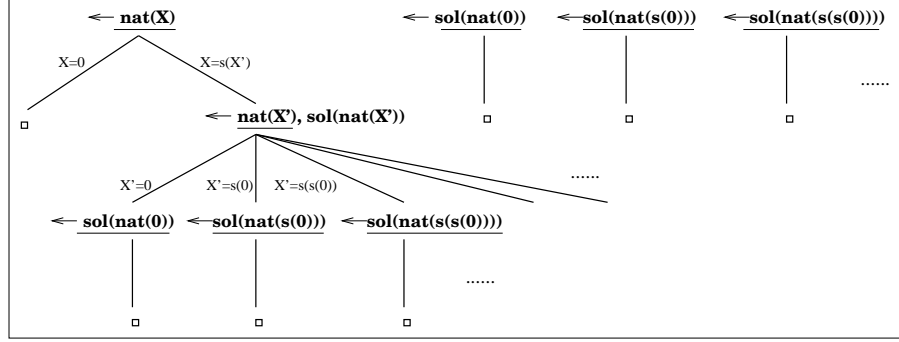 ← nat(X) ← sol(nat(0)) ← sol(nat(s(0))) ← sol(nat(s(s(0))))
X=0 X=s(X')
......
← nat(X'), sol(nat(X'))
......
X'=0 X'=s(0) X'=s(s(0))
← sol(nat(0)) ← sol(nat(s(0))) ← sol(nat(s(s(0))))
......